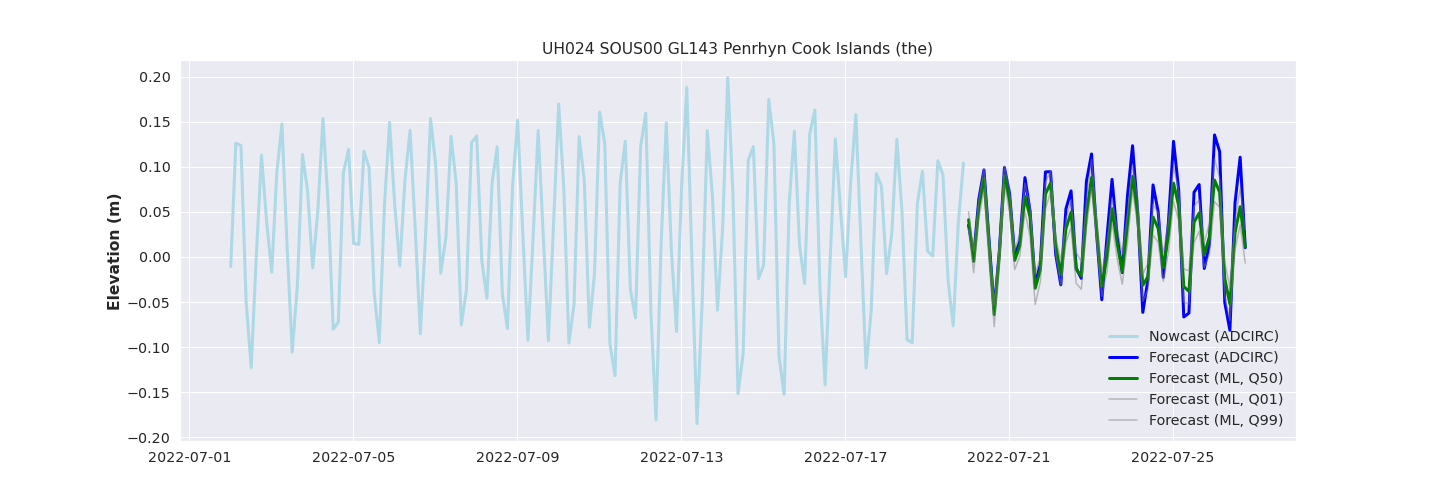 UH024 SOUS00 GL143 Penrhyn Cook Islands (the)
Elevation (m)
0.20
0.15
0.10
0.05
0.00
−0.05
−0.10
−0.15
−0.20
Nowcast (ADCIRC)
Forecast (ADCIRC)
Forecast (ML, Q50)
Forecast (ML, Q01)
Forecast (ML, Q99)
2022-07-01 2022-07-05 2022-07-09 2022-07-13 2022-07-17 2022-07-21 2022-07-25